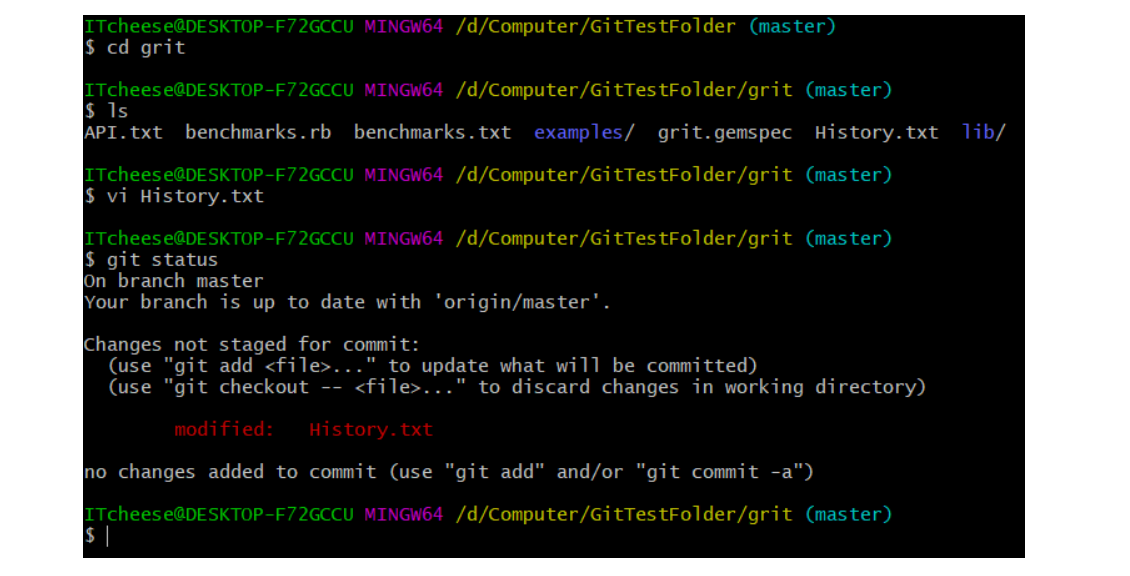 ITcheese@DESKTOP-F72GCCU MINGW64 /d/Computer/GitTestFolder (master)
$ cd grit
ITcheese@DESKTOP-F72GCCU MINGW64 /d/Computer/GitTestFolder/grit (master)
$ ls
API.txt  benchmarks.rb  benchmarks.txt  examples/  grit.gemspec  History.txt  lib/
ITcheese@DESKTOP-F72GCCU MINGW64 /d/Computer/GitTestFolder/grit (master)
$ vi History.txt
ITcheese@DESKTOP-F72GCCU MINGW64 /d/Computer/GitTestFolder/grit (master)
$ git status
On branch master
Your branch is up to date with 'origin/master'.
Changes not staged for commit:
  (use "git add <file>..." to update what will be committed)
  (use "git checkout -- <file>..." to discard changes in working directory)
        modified:   History.txt
no changes added to commit (use "git add" and/or "git commit -a")
ITcheese@DESKTOP-F72GCCU MINGW64 /d/Computer/GitTestFolder/grit (master)
$